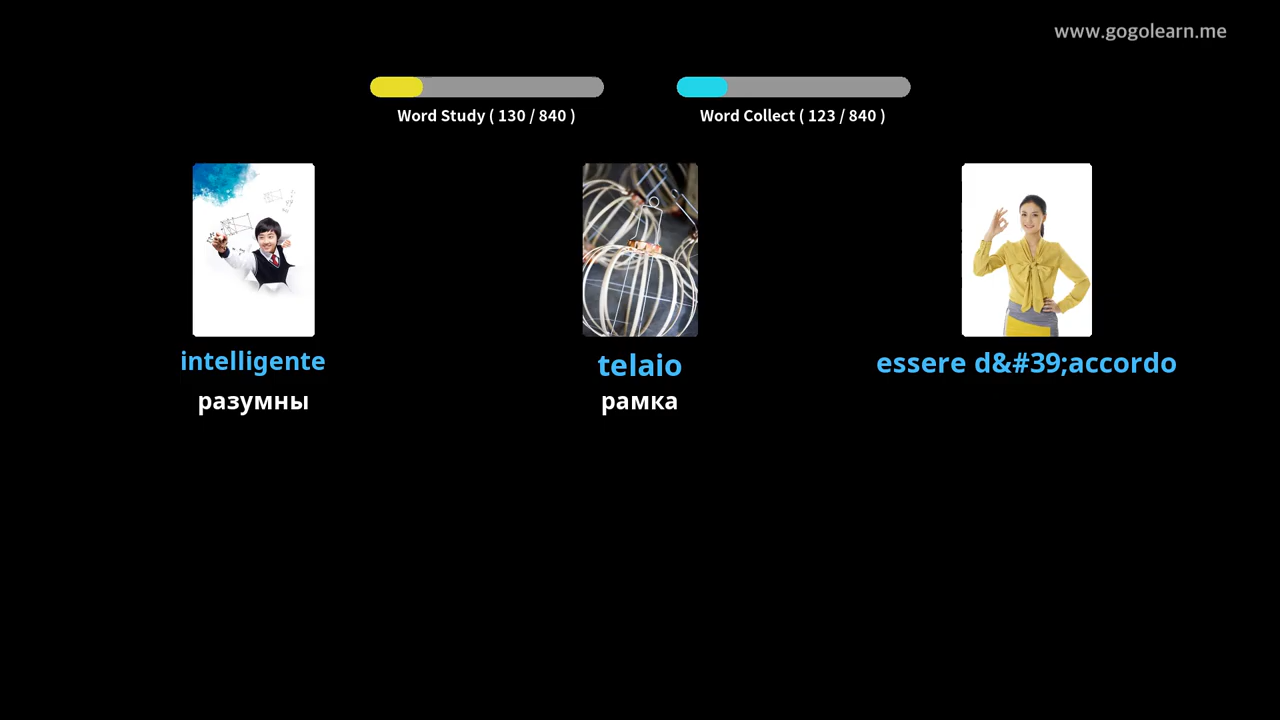 www.gogolearn.me
Word Study ( 130 / 840 )
Word Collect ( 123 / 840 )
intelligente
разумны
telaio
рамка
essere d&#39;accordo